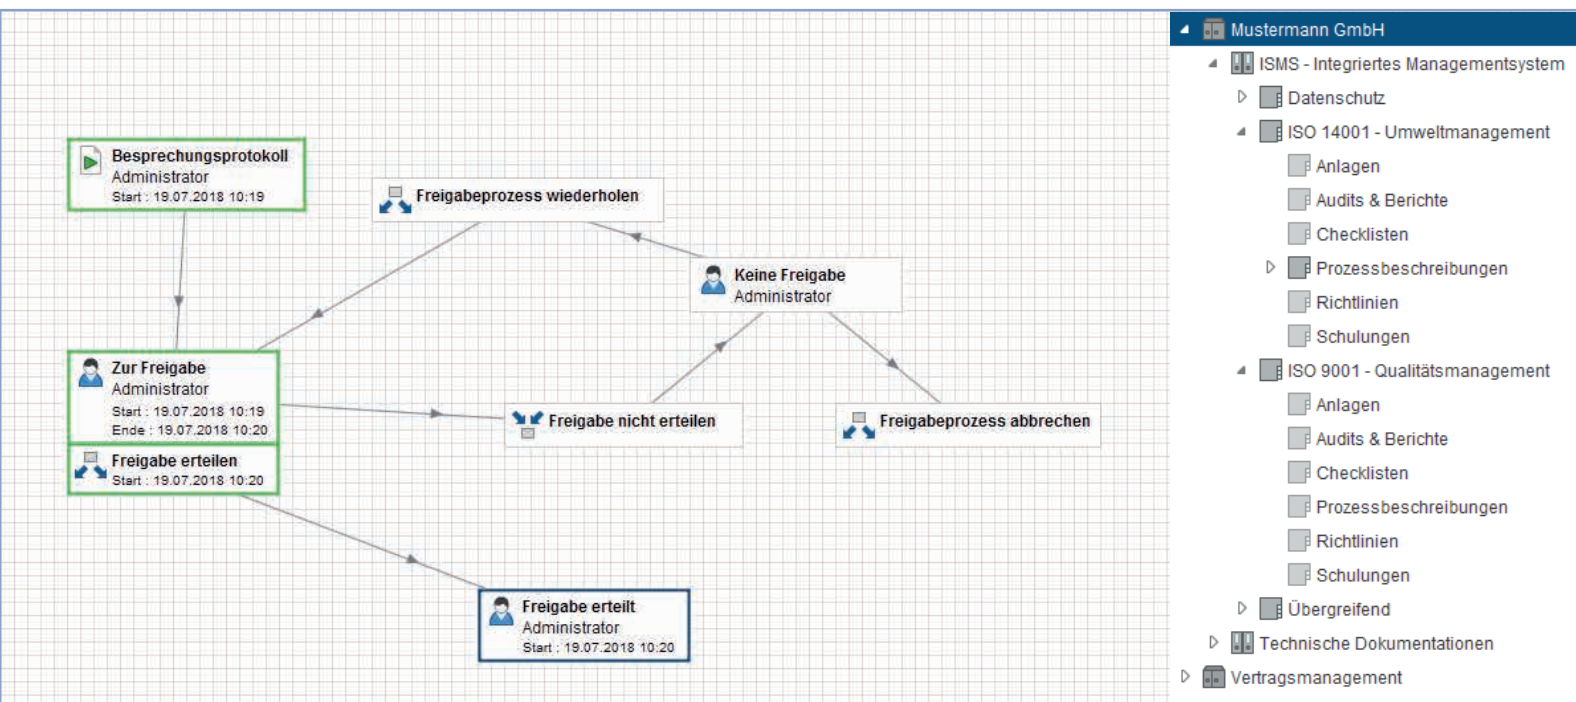 Besprechungsprotokoll
Administrator
Start : 19.07.2018 10:19
Freigabeprozess wiederholen
Keine Freigabe
Administrator
Zur Freigabe
Administrator
Start : 19.07.2018 10:19
Ende : 19.07.2018 10:20
Freigabe erteilen
Start : 19.07.2018 10:20
Freigabe nicht erteilen
Freigabeprozess abbrechen
Freigabe erteilt
Administrator
Start : 19.07.2018 10:20
Mustermann GmbH
ISMS - Integriertes Managementsystem
Datenschutz
ISO 14001 - Umweltmanagement
Anlagen
Audits & Berichte
Checklisten
Prozessbeschreibungen
Richtlinien
Schulungen
ISO 9001 - Qualitätsmanagement
Anlagen
Audits & Berichte
Checklisten
Prozessbeschreibungen
Richtlinien
Schulungen
Übergreifend
Technische Dokumentationen
Vertragsmanagement